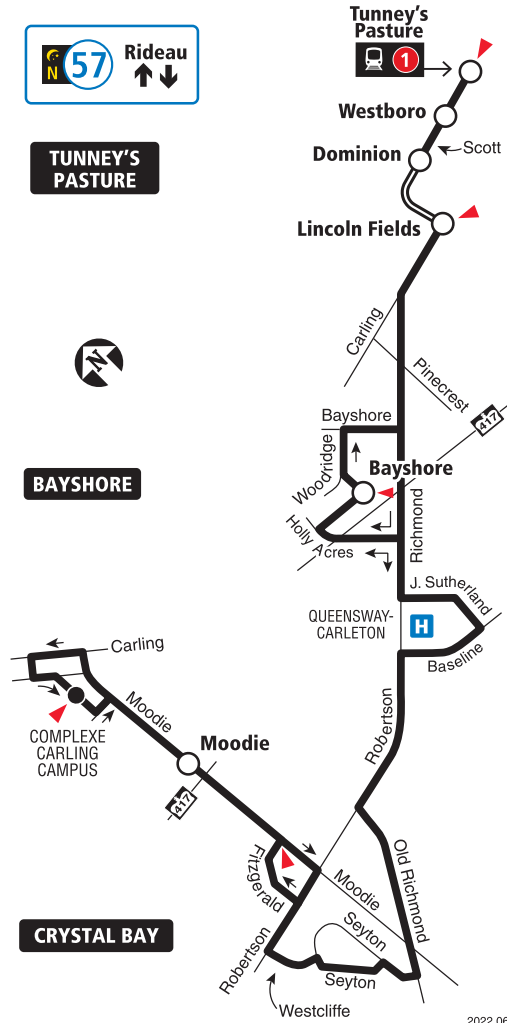 N
57
Rideau
Tunney's
Pasture
1
Westboro
Scott
Dominion
TUNNEY'S
PASTURE
Lincoln Fields
Carling
Pinecrest
N
417
Bayshore
Woodridge
Bayshore
BAYSHORE
Holly Acres
Richmond
J. Sutherland
QUEENSWAY-
CARLETON
H
Baseline
Carling
Moodie
Robertson
COMPLEXE
CARLING
CAMPUS
Moodie
417
Fitzgerald
Moodie
Old Richmond
Seyton
CRYSTAL BAY
Robertson
Seyton
Westcliffe
2022.06